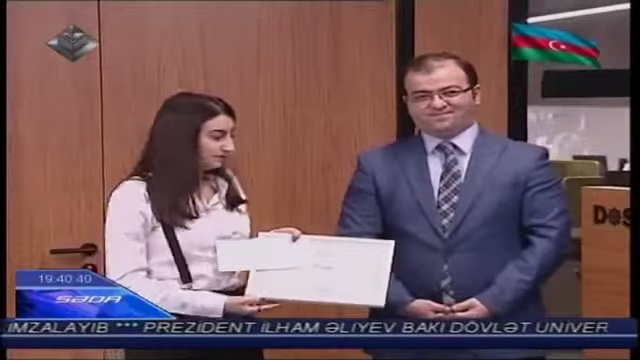 DOS
19:40:40
SƏDA
İMZALAYIB *** PREZİDENT İLHAM ƏLİYEV BAKI DÖVLƏT UNİVER